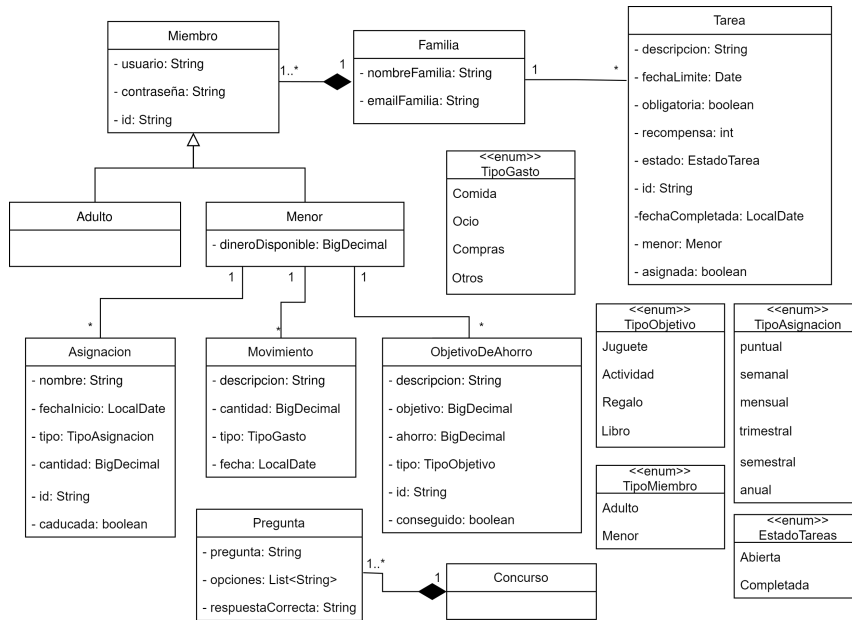 Miembro
- usuario: String
- contraseña: String
- id: String
1..*
1
Familia
- nombreFamilia: String
- emailFamilia: String
1
*
Tarea
- descripcion: String
- fechaLimite: Date
- obligatoria: boolean
- recompensa: int
- estado: EstadoTarea
- id: String
-fechaCompletada: LocalDate
- menor: Menor
- asignada: boolean
<<enum>>
TipoGasto
Comida
Ocio
Compras
Otros
Adulto
Menor
- dineroDisponible: BigDecimal
1
1
1
*
*
*
Asignacion
- nombre: String
- fechaInicio: LocalDate
- tipo: TipoAsignacion
- cantidad: BigDecimal
- id: String
- caducada: boolean
Movimiento
- descripcion: String
- cantidad: BigDecimal
- tipo: TipoGasto
- fecha: LocalDate
ObjetivoDeAhorro
- descripcion: String
- objetivo: BigDecimal
- ahorro: BigDecimal
- tipo: TipoObjetivo
- id: String
- conseguido: boolean
<<enum>>
TipoObjetivo
Juguete
Actividad
Regalo
Libro
<<enum>>
TipoAsignacion
puntual
semanal
mensual
trimestral
semestral
anual
<<enum>>
TipoMiembro
Adulto
Menor
<<enum>>
EstadoTareas
Abierta
Completada
Pregunta
- pregunta: String
- opciones: List<String>
- respuestaCorrecta: String
1..*
1
Concurso